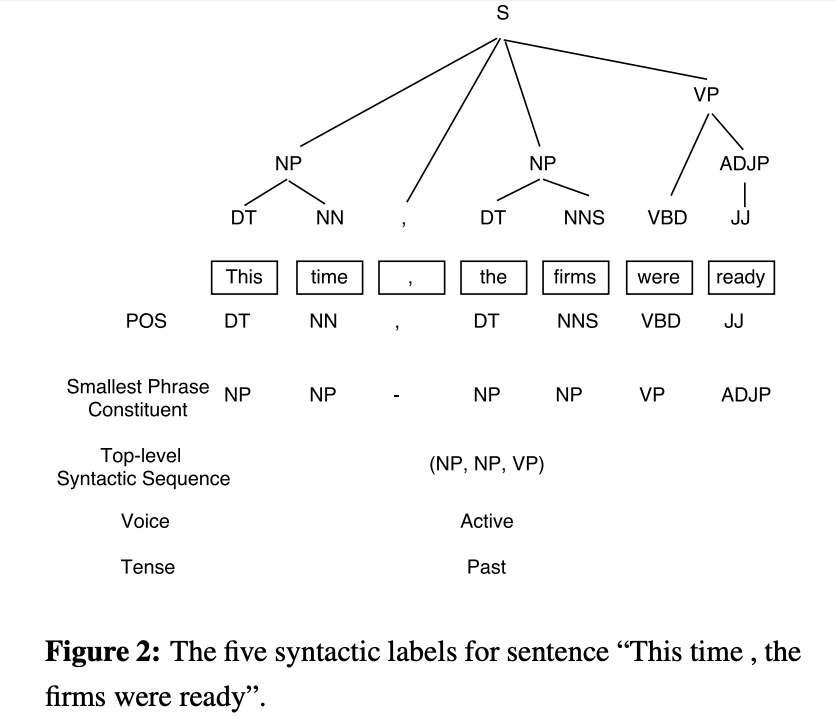 S
VP
NP NP ADJP
DT NN , DT NNS VBD JJ
This time , the firms were ready
POS DT NN , DT NNS VBD JJ
Smallest Phrase
Constituent NP NP - NP NP VP ADJP
Top-level
Syntactic Sequence (NP, NP, VP)
Voice Active
Tense Past
Figure 2: The five syntactic labels for sentence “This time , the
firms were ready”.